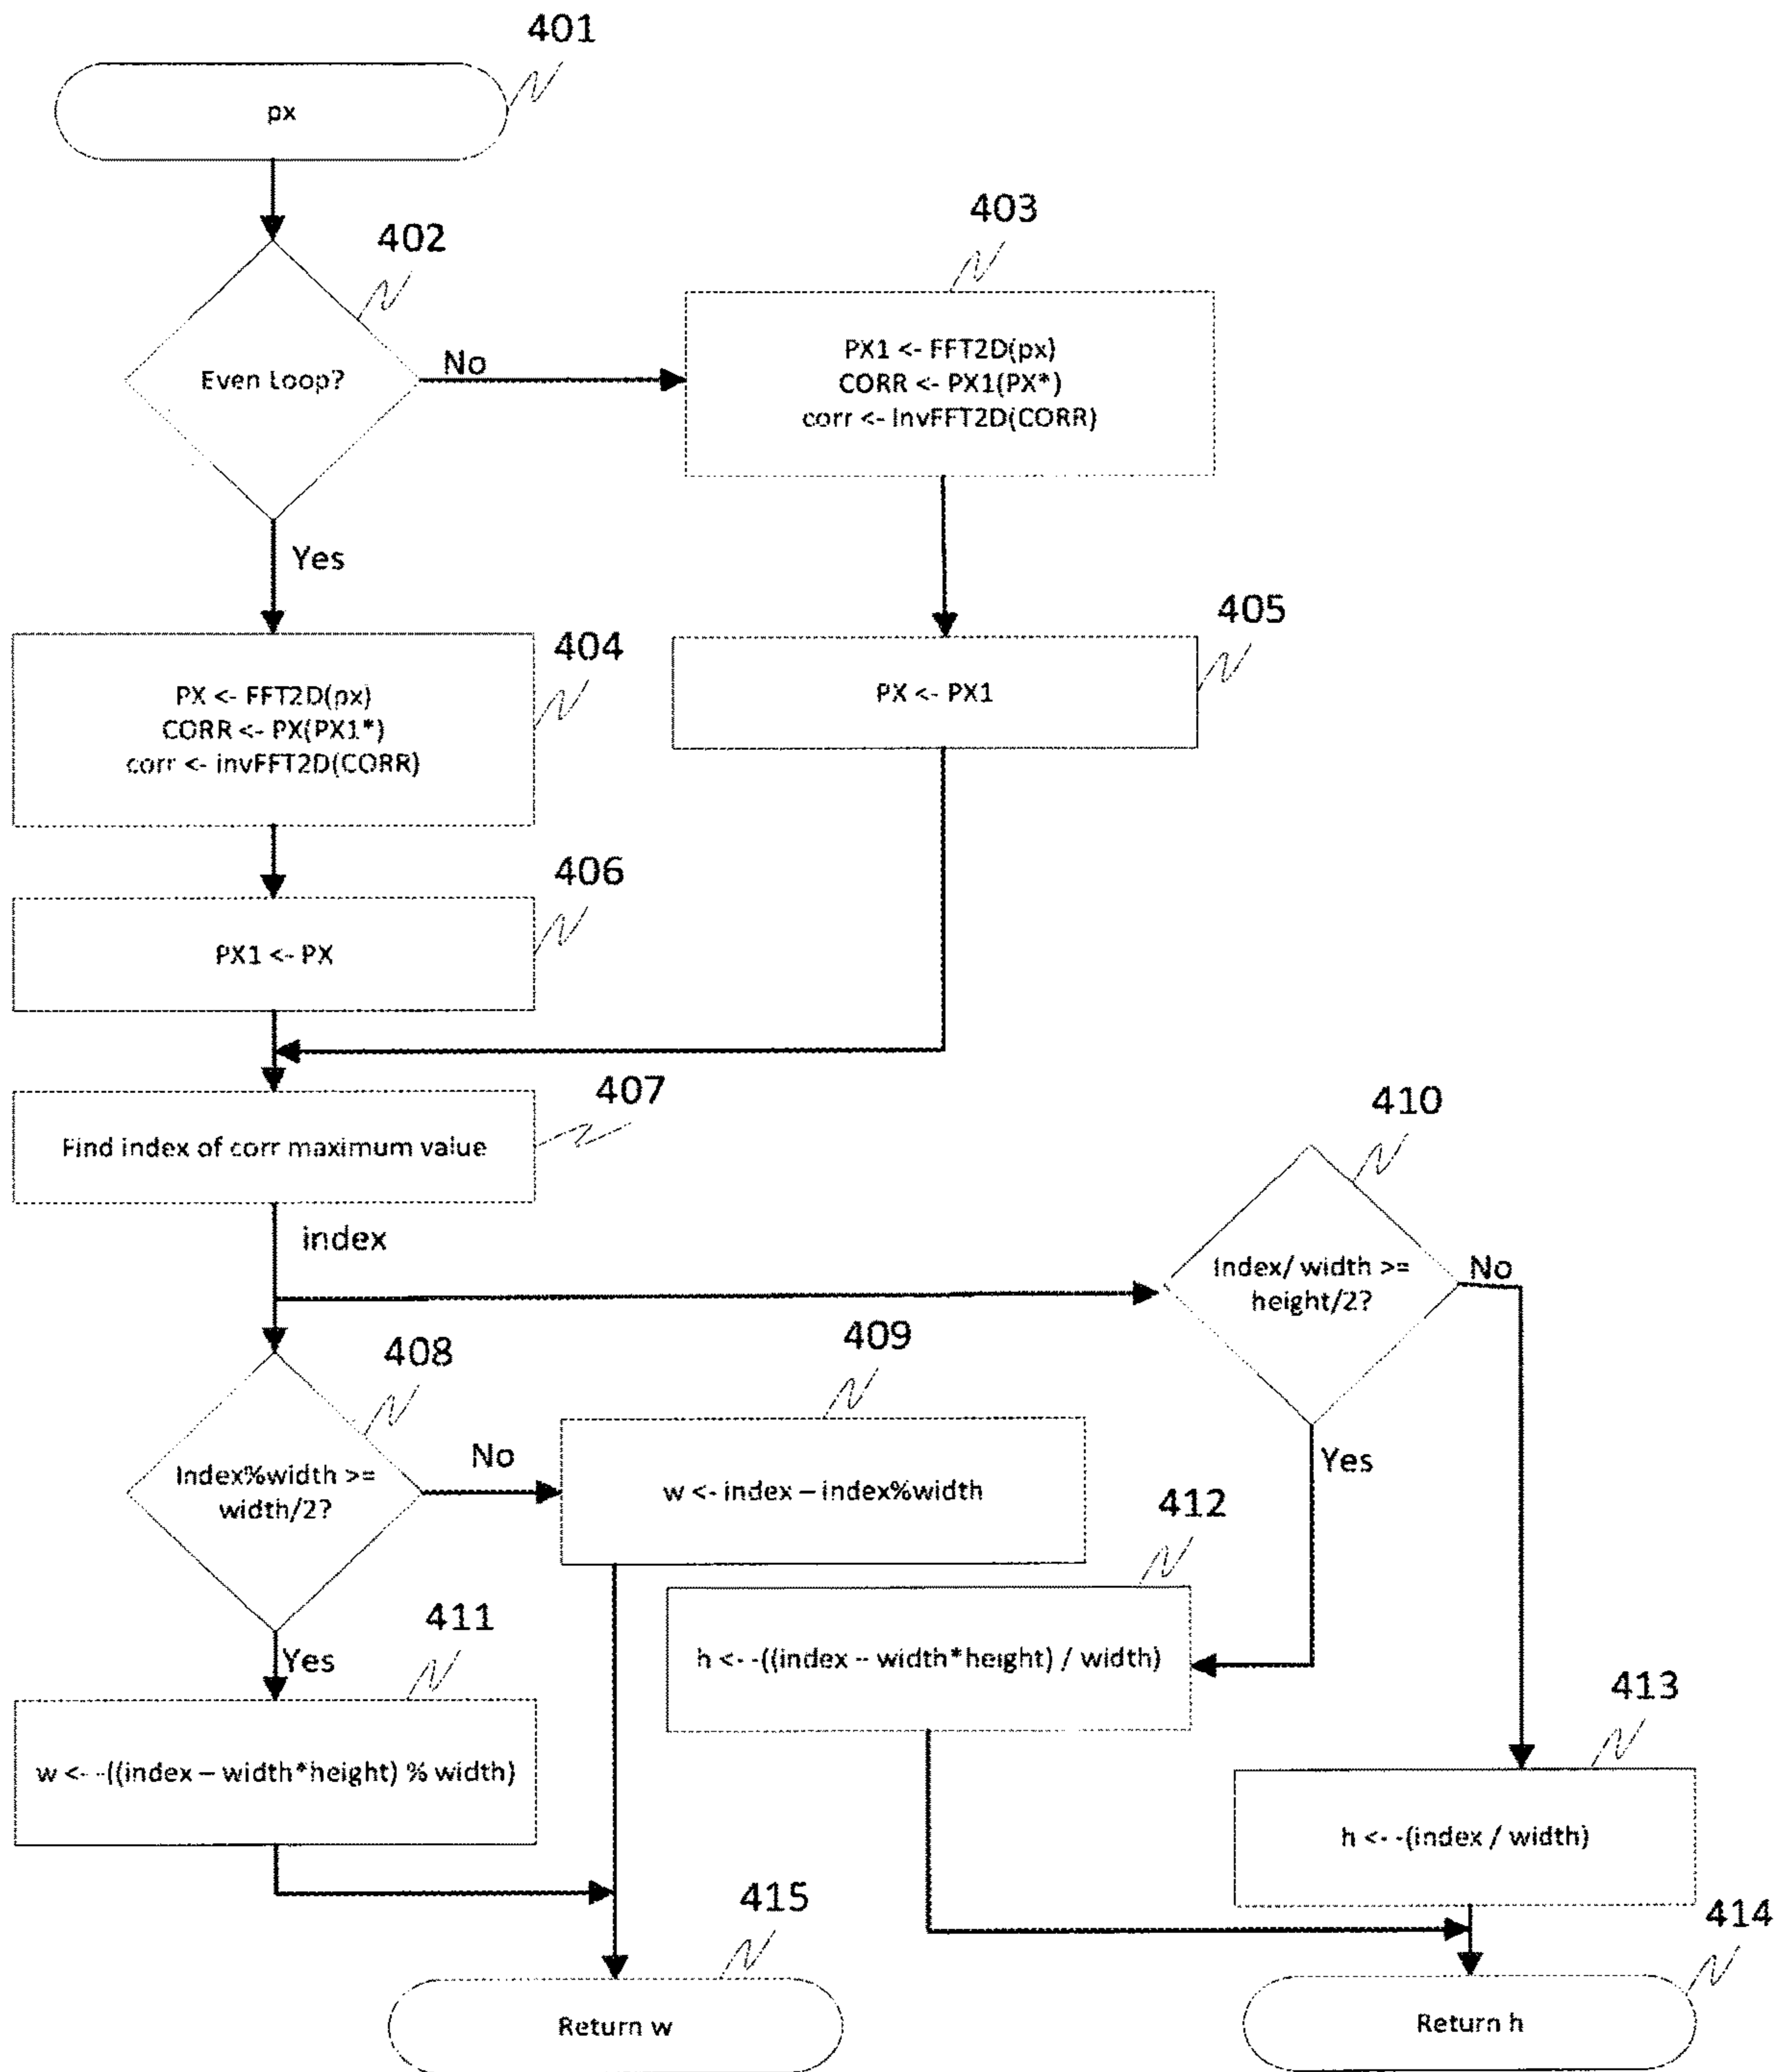 401
px
402
Even Loop?
No
Yes
403
PX1 <- FFT2D(px)
CORR <- PX1(PX*)
corr <- InvFFT2D(CORR)
404
PX <- FFT2D(px)
CORR <- PX(PX1*)
corr <- invFFT2D(CORR)
405
PX <- PX1
406
PX1 <- PX
407
Find index of corr maximum value
index
410
Index/ width >=
height/2?
No
Yes
408
Index%width >=
width/2?
No
Yes
409
w <- index – index%width
412
h <- -((index – width*height) / width)
411
w <- -((index – width*height) % width)
413
h <- -(index / width)
415
Return w
414
Return h